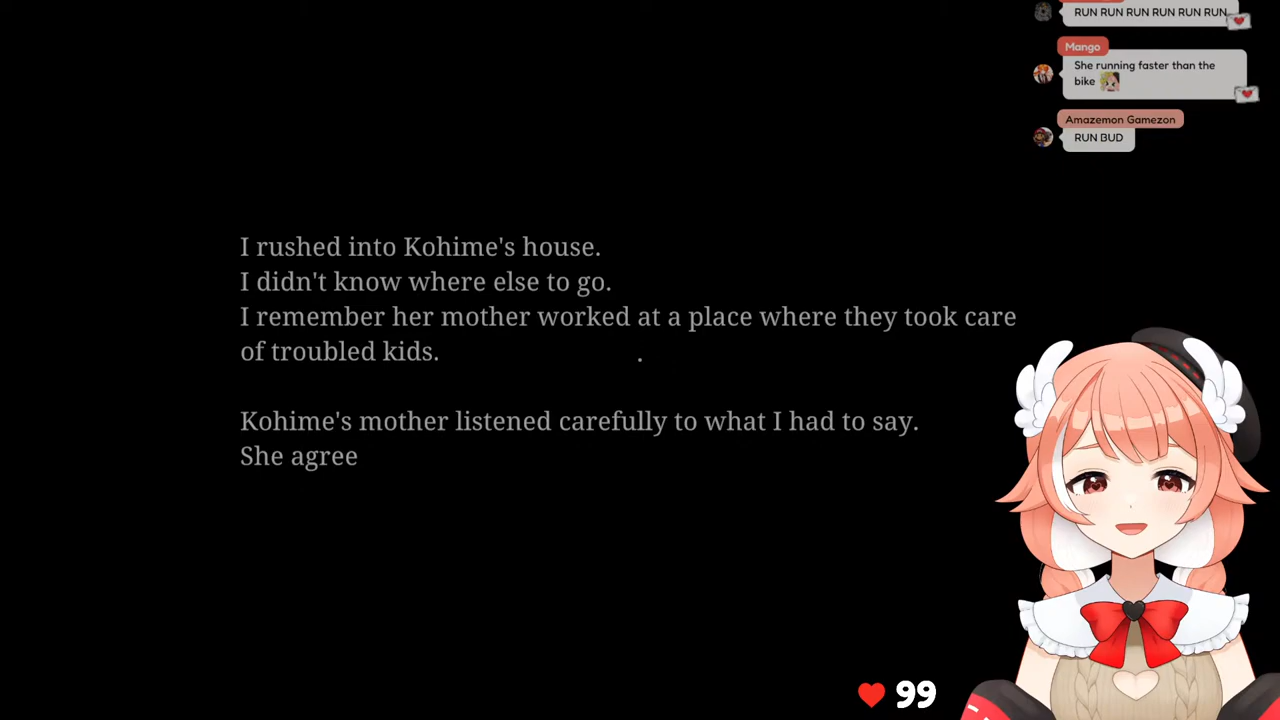 RUN RUN RUN RUN RUN RUN
Mango
She running faster than the
bike
Amazemon Gamezon
RUN BUD
I rushed into Kohime's house.
I didn't know where else to go.
I remember her mother worked at a place where they took care
of troubled kids.
Kohime's mother listened carefully to what I had to say.
She agree
99